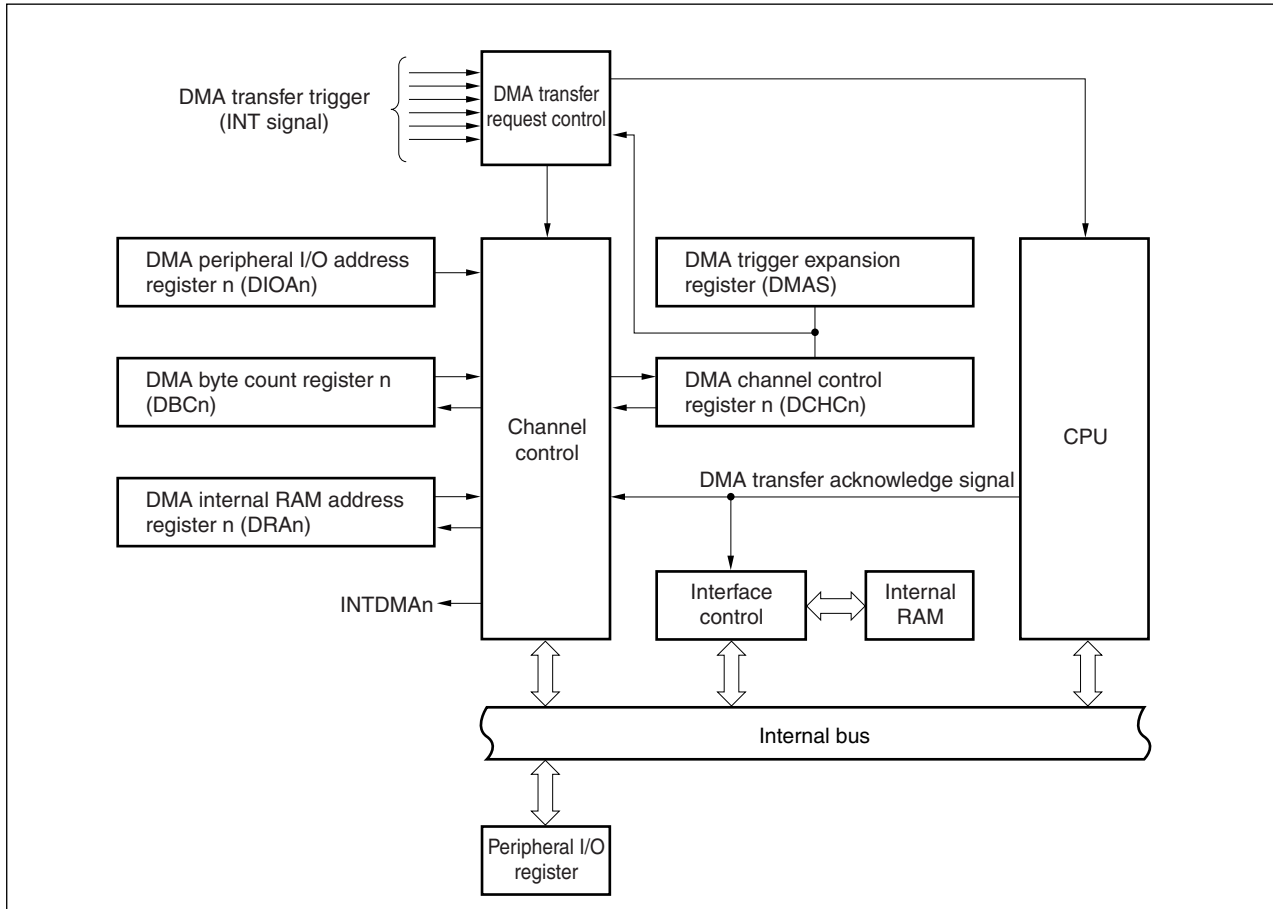 DMA transfer trigger
(INT signal)
DMA transfer
request control
DMA peripheral I/O address
register n (DIOAn)
DMA trigger expansion
register (DMAS)
DMA byte count register n
(DBCn)
DMA channel control
register n (DCHCn)
Channel
control
CPU
DMA internal RAM address
register n (DRAn)
DMA transfer acknowledge signal
INTDMAn
Interface
control
Internal
RAM
Internal bus
Peripheral I/O
register